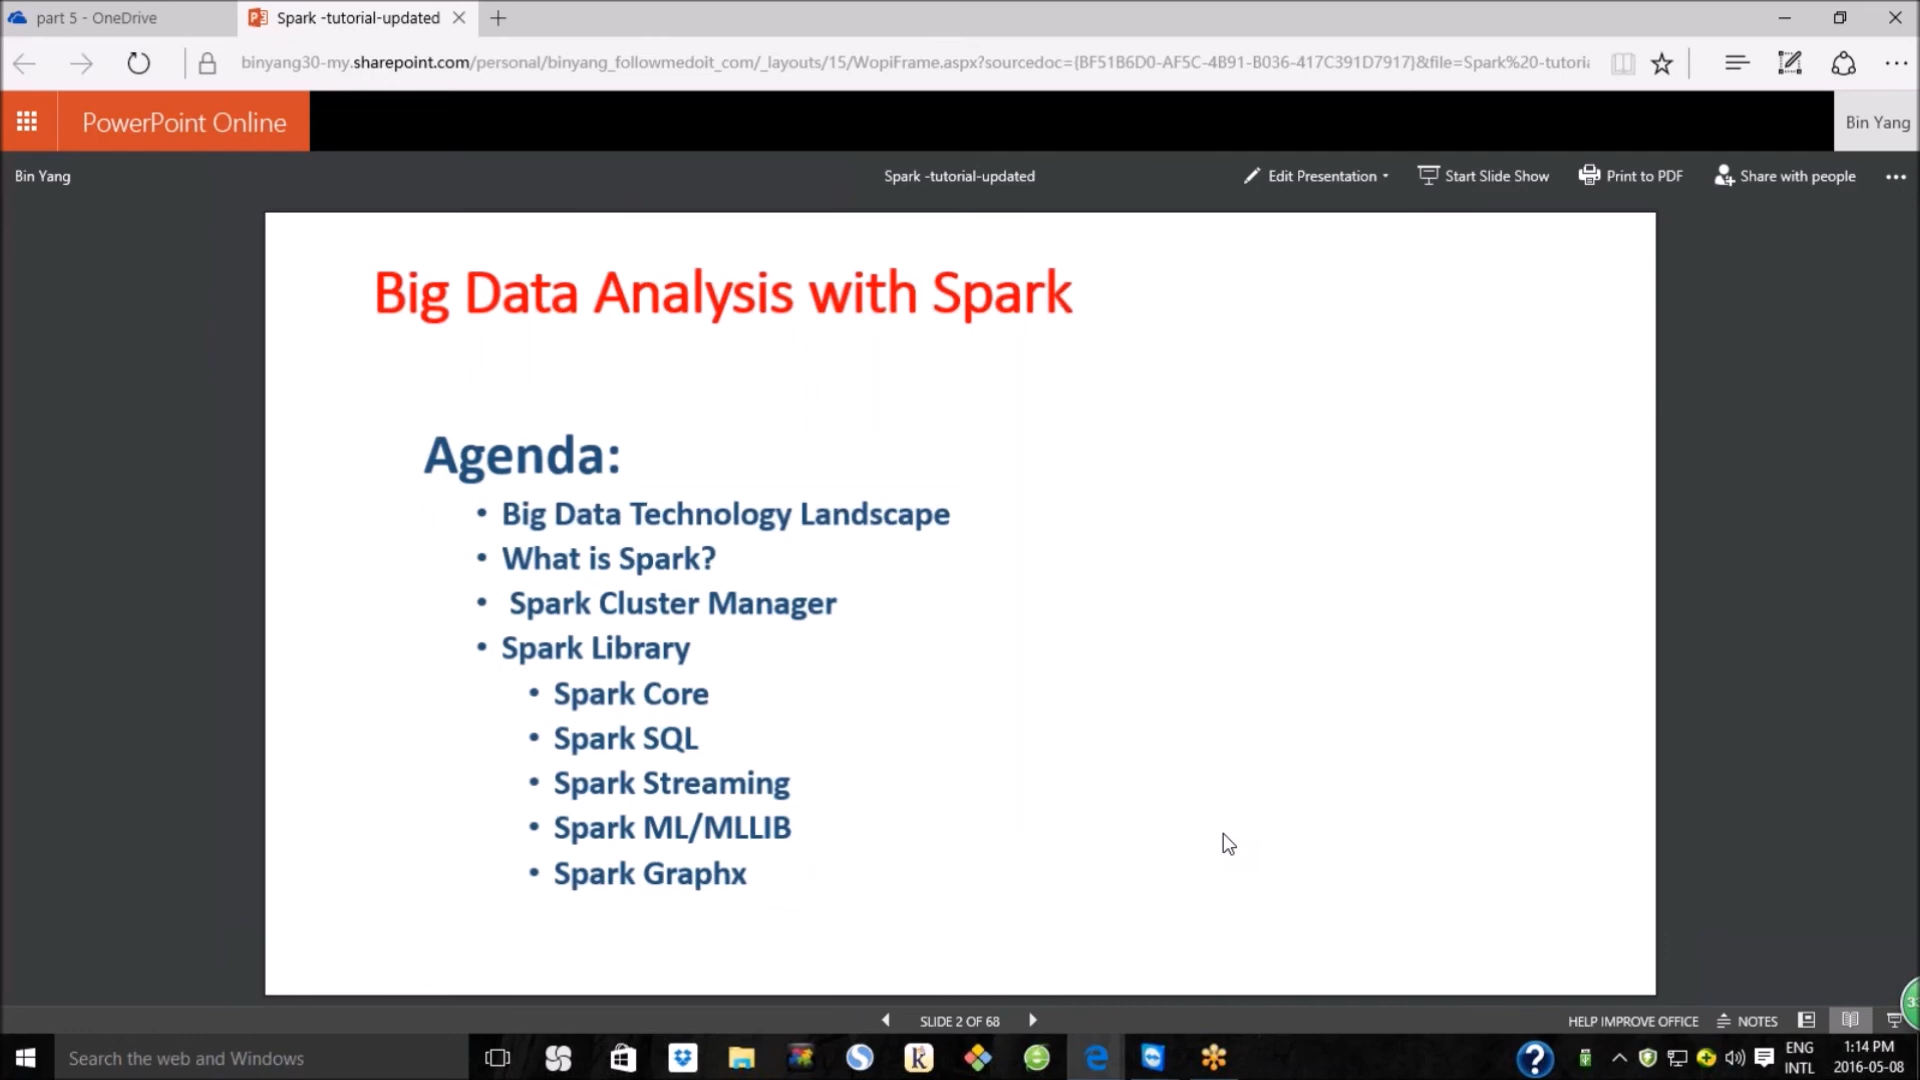 part 5 - OneDrive
Spark -tutorial-updated
binyang30-my.sharepoint.com/personal/binyang_followmedoit_com/_layouts/15/WopiFrame.aspx?sourcedoc={BF51B6D0-AF5C-4B91-B036-417C391D7917}&file=Spark%20-tutoria
PowerPoint Online
Bin Yang
Bin Yang
Spark -tutorial-updated
Edit Presentation
Start Slide Show
Print to PDF
Share with people
Big Data Analysis with Spark
Agenda:
• Big Data Technology Landscape
• What is Spark?
• Spark Cluster Manager
• Spark Library
• Spark Core
• Spark SQL
• Spark Streaming
• Spark ML/MLLIB
• Spark Graphx
SLIDE 2 OF 68
HELP IMPROVE OFFICE
NOTES
Search the web and Windows
ENG
INTL
1:14 PM
2016-05-08